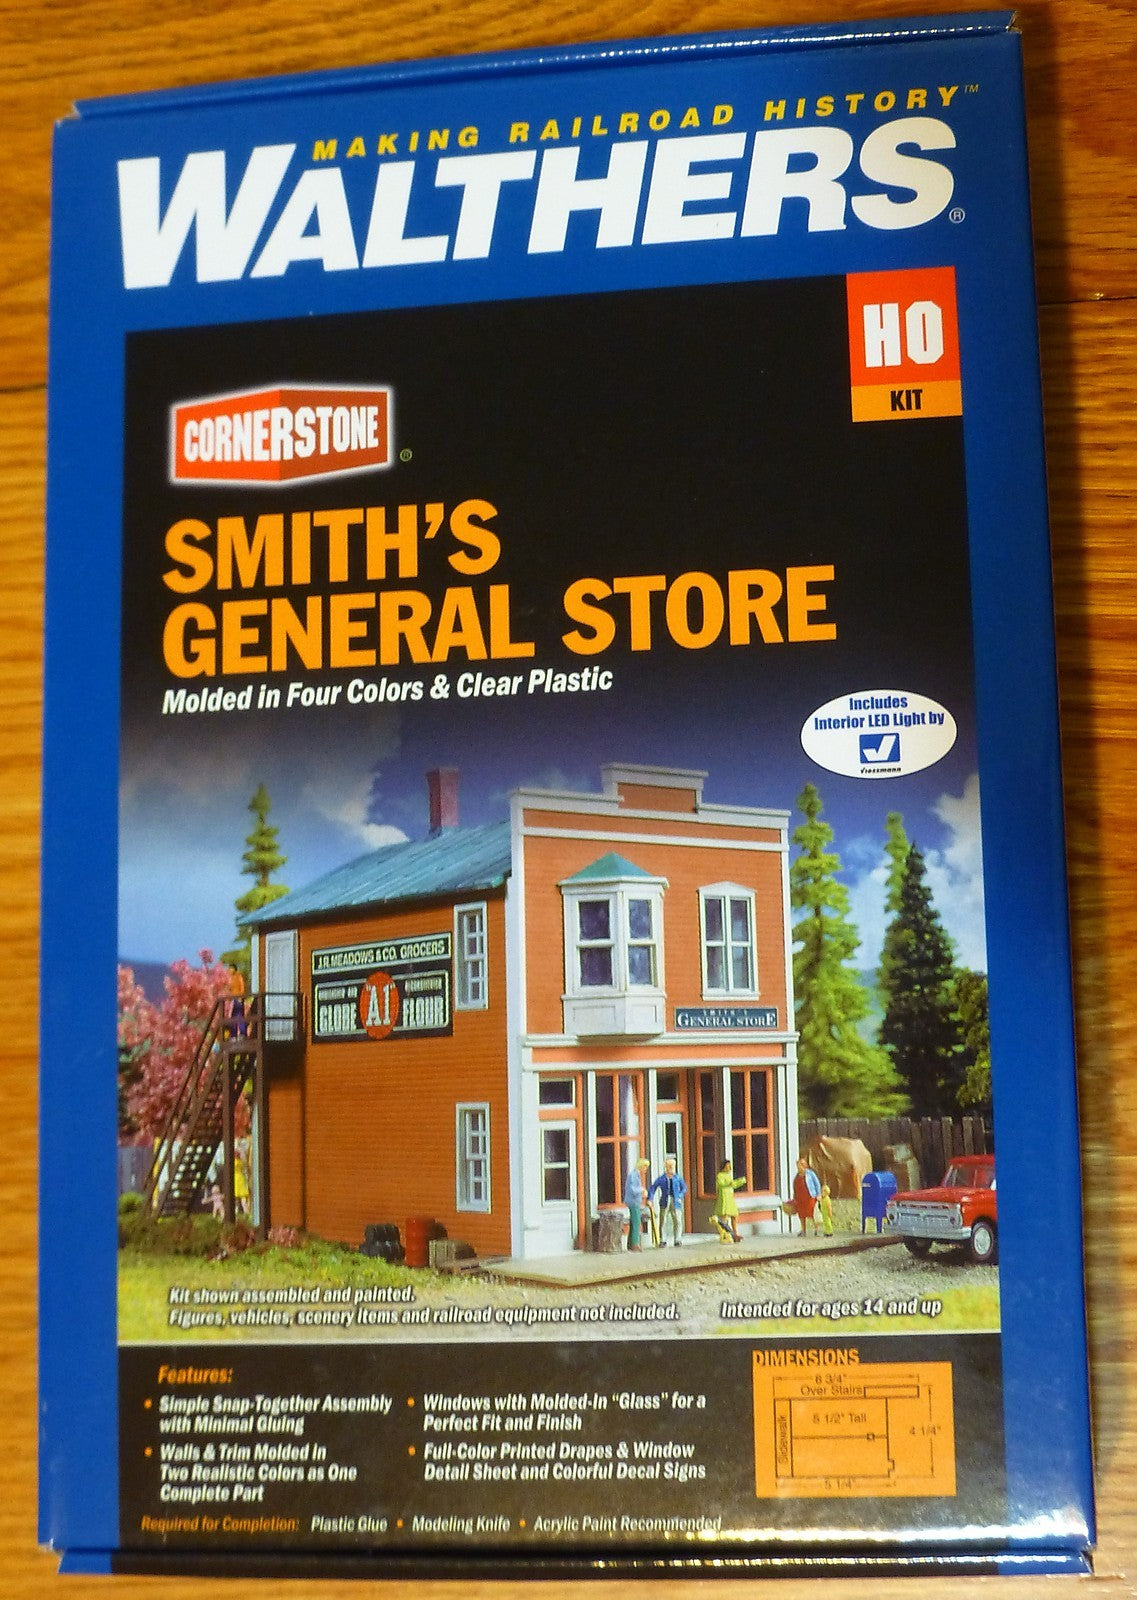 MAKING RAILROAD HISTORY™
WALTHERS®
HO
KIT
CORNERSTONE®
SMITH'S
GENERAL STORE
Molded in Four Colors & Clear Plastic
Includes
Interior LED Light by
Viessmann
J.R. MEADOWS & CO. GROCERS
GLOBE "A1" FLOUR
SMITH'S
GENERAL STORE
Kit shown assembled and painted.
Figures, vehicles, scenery items and railroad equipment not included.
Intended for ages 14 and up
Features:
• Simple Snap-Together Assembly
with Minimal Gluing
• Walls & Trim Molded in
Two Realistic Colors as One
Complete Part
• Windows with Molded-In "Glass" for a
Perfect Fit and Finish
• Full-Color Printed Drapes & Window
Detail Sheet and Colorful Decal Signs
DIMENSIONS
6 3/4"
Over Stairs
5 1/2" Tall
4 1/4"
Sidewalk
5 1/4"
Required for Completion: Plastic Glue • Modeling Knife • Acrylic Paint Recommended